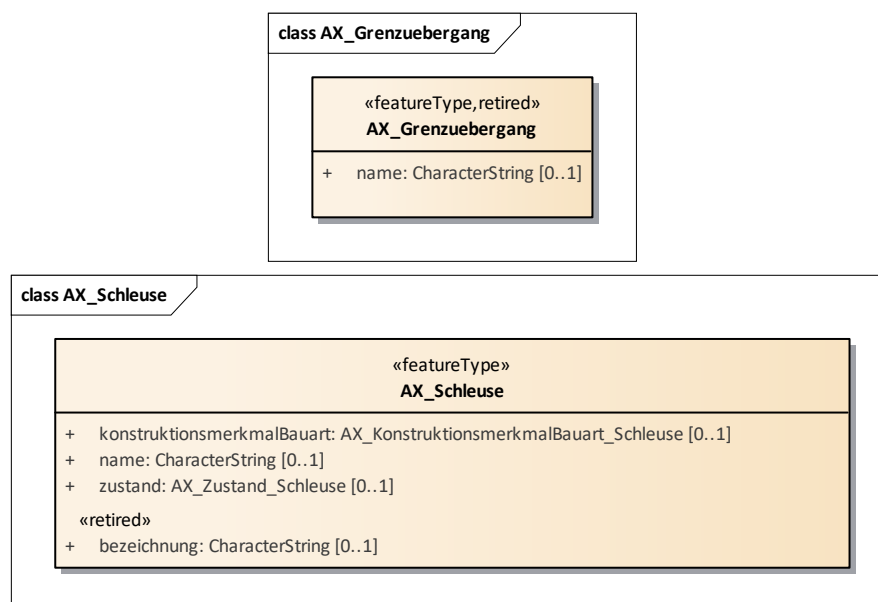 class AX_Grenzuebergang
«featureType,retired»
AX_Grenzuebergang
+ name: CharacterString [0..1]
class AX_Schleuse
«featureType»
AX_Schleuse
+ konstruktionsmerkmalBauart: AX_KonstruktionsmerkmalBauart_Schleuse [0..1]
+ name: CharacterString [0..1]
+ zustand: AX_Zustand_Schleuse [0..1]
«retired»
+ bezeichnung: CharacterString [0..1]